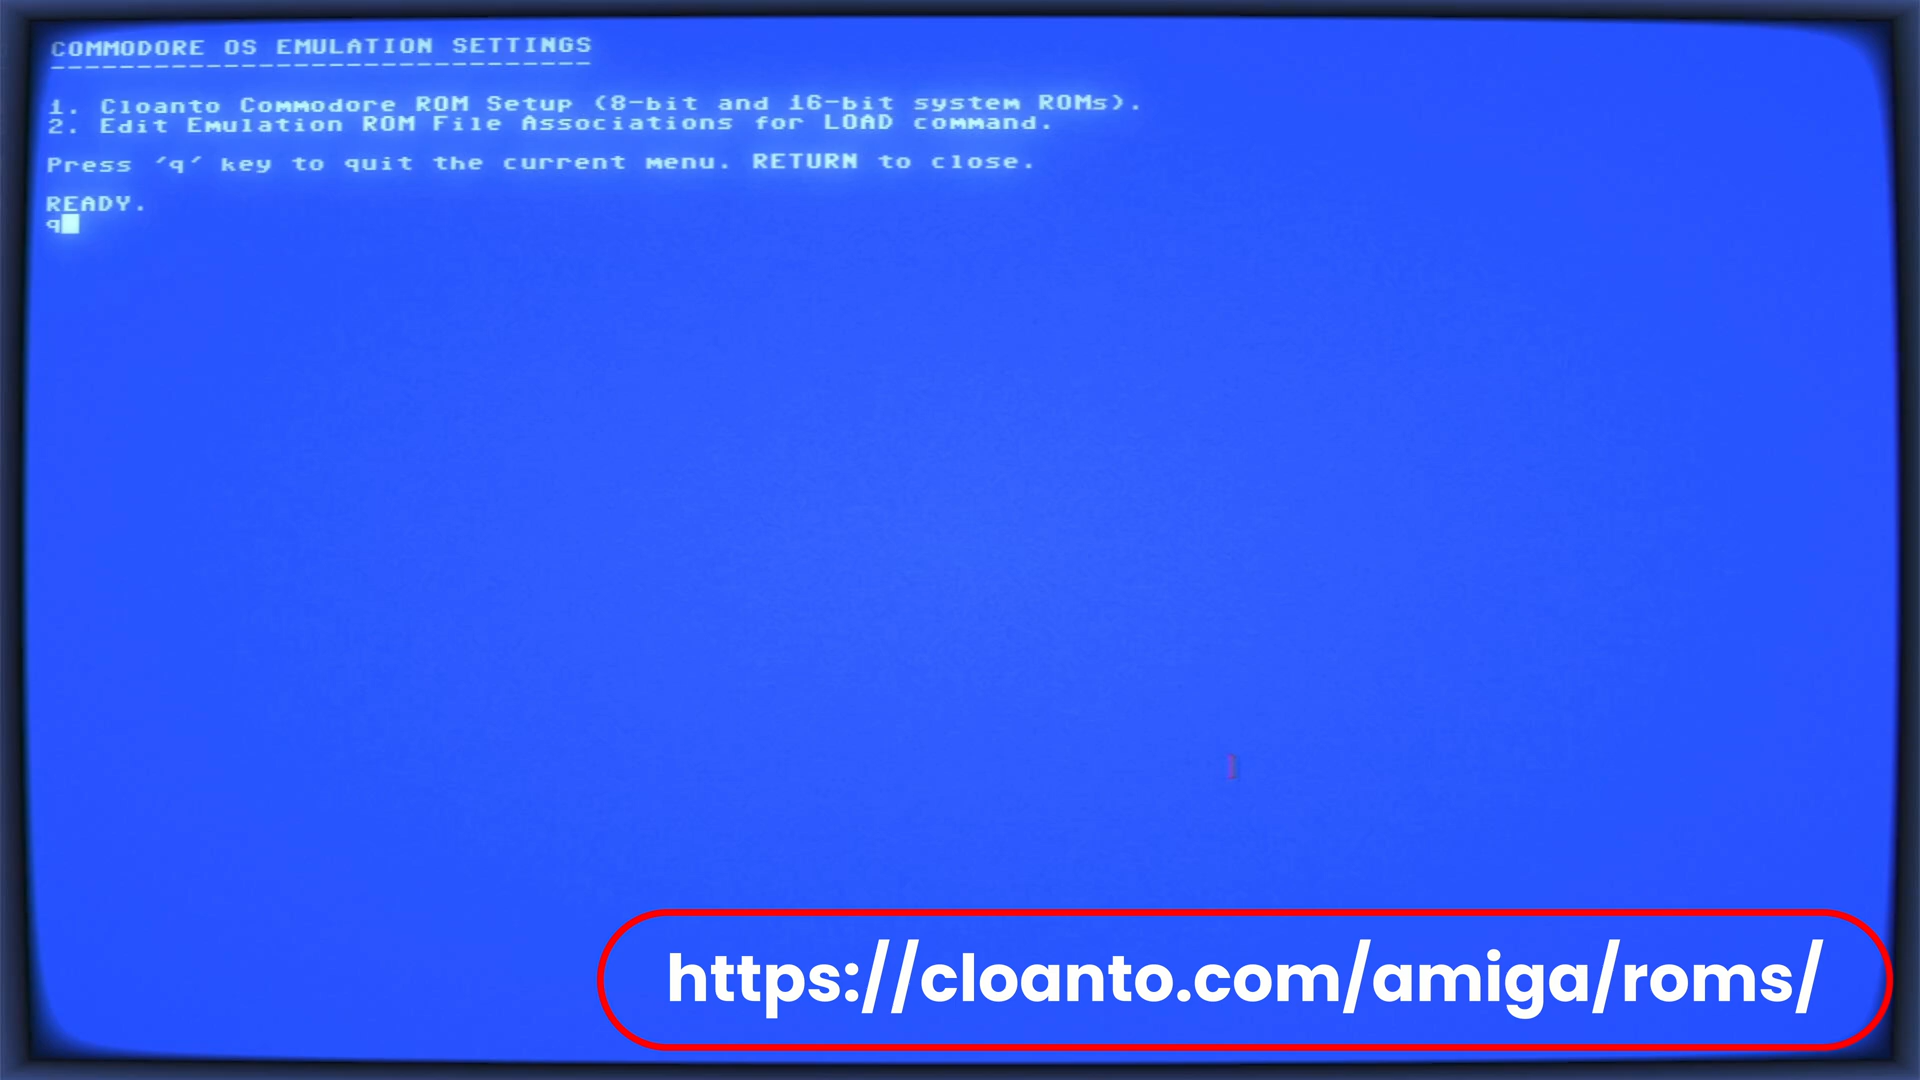 COMMODORE OS EMULATION SETTINGS
-------------------------------
1. Cloanto Commodore ROM Setup (8-bit and 16-bit system ROMs).
2. Edit Emulation ROM File Associations for LOAD command.
Press 'q' key to quit the current menu. RETURN to close.
READY.
q
https://cloanto.com/amiga/roms/